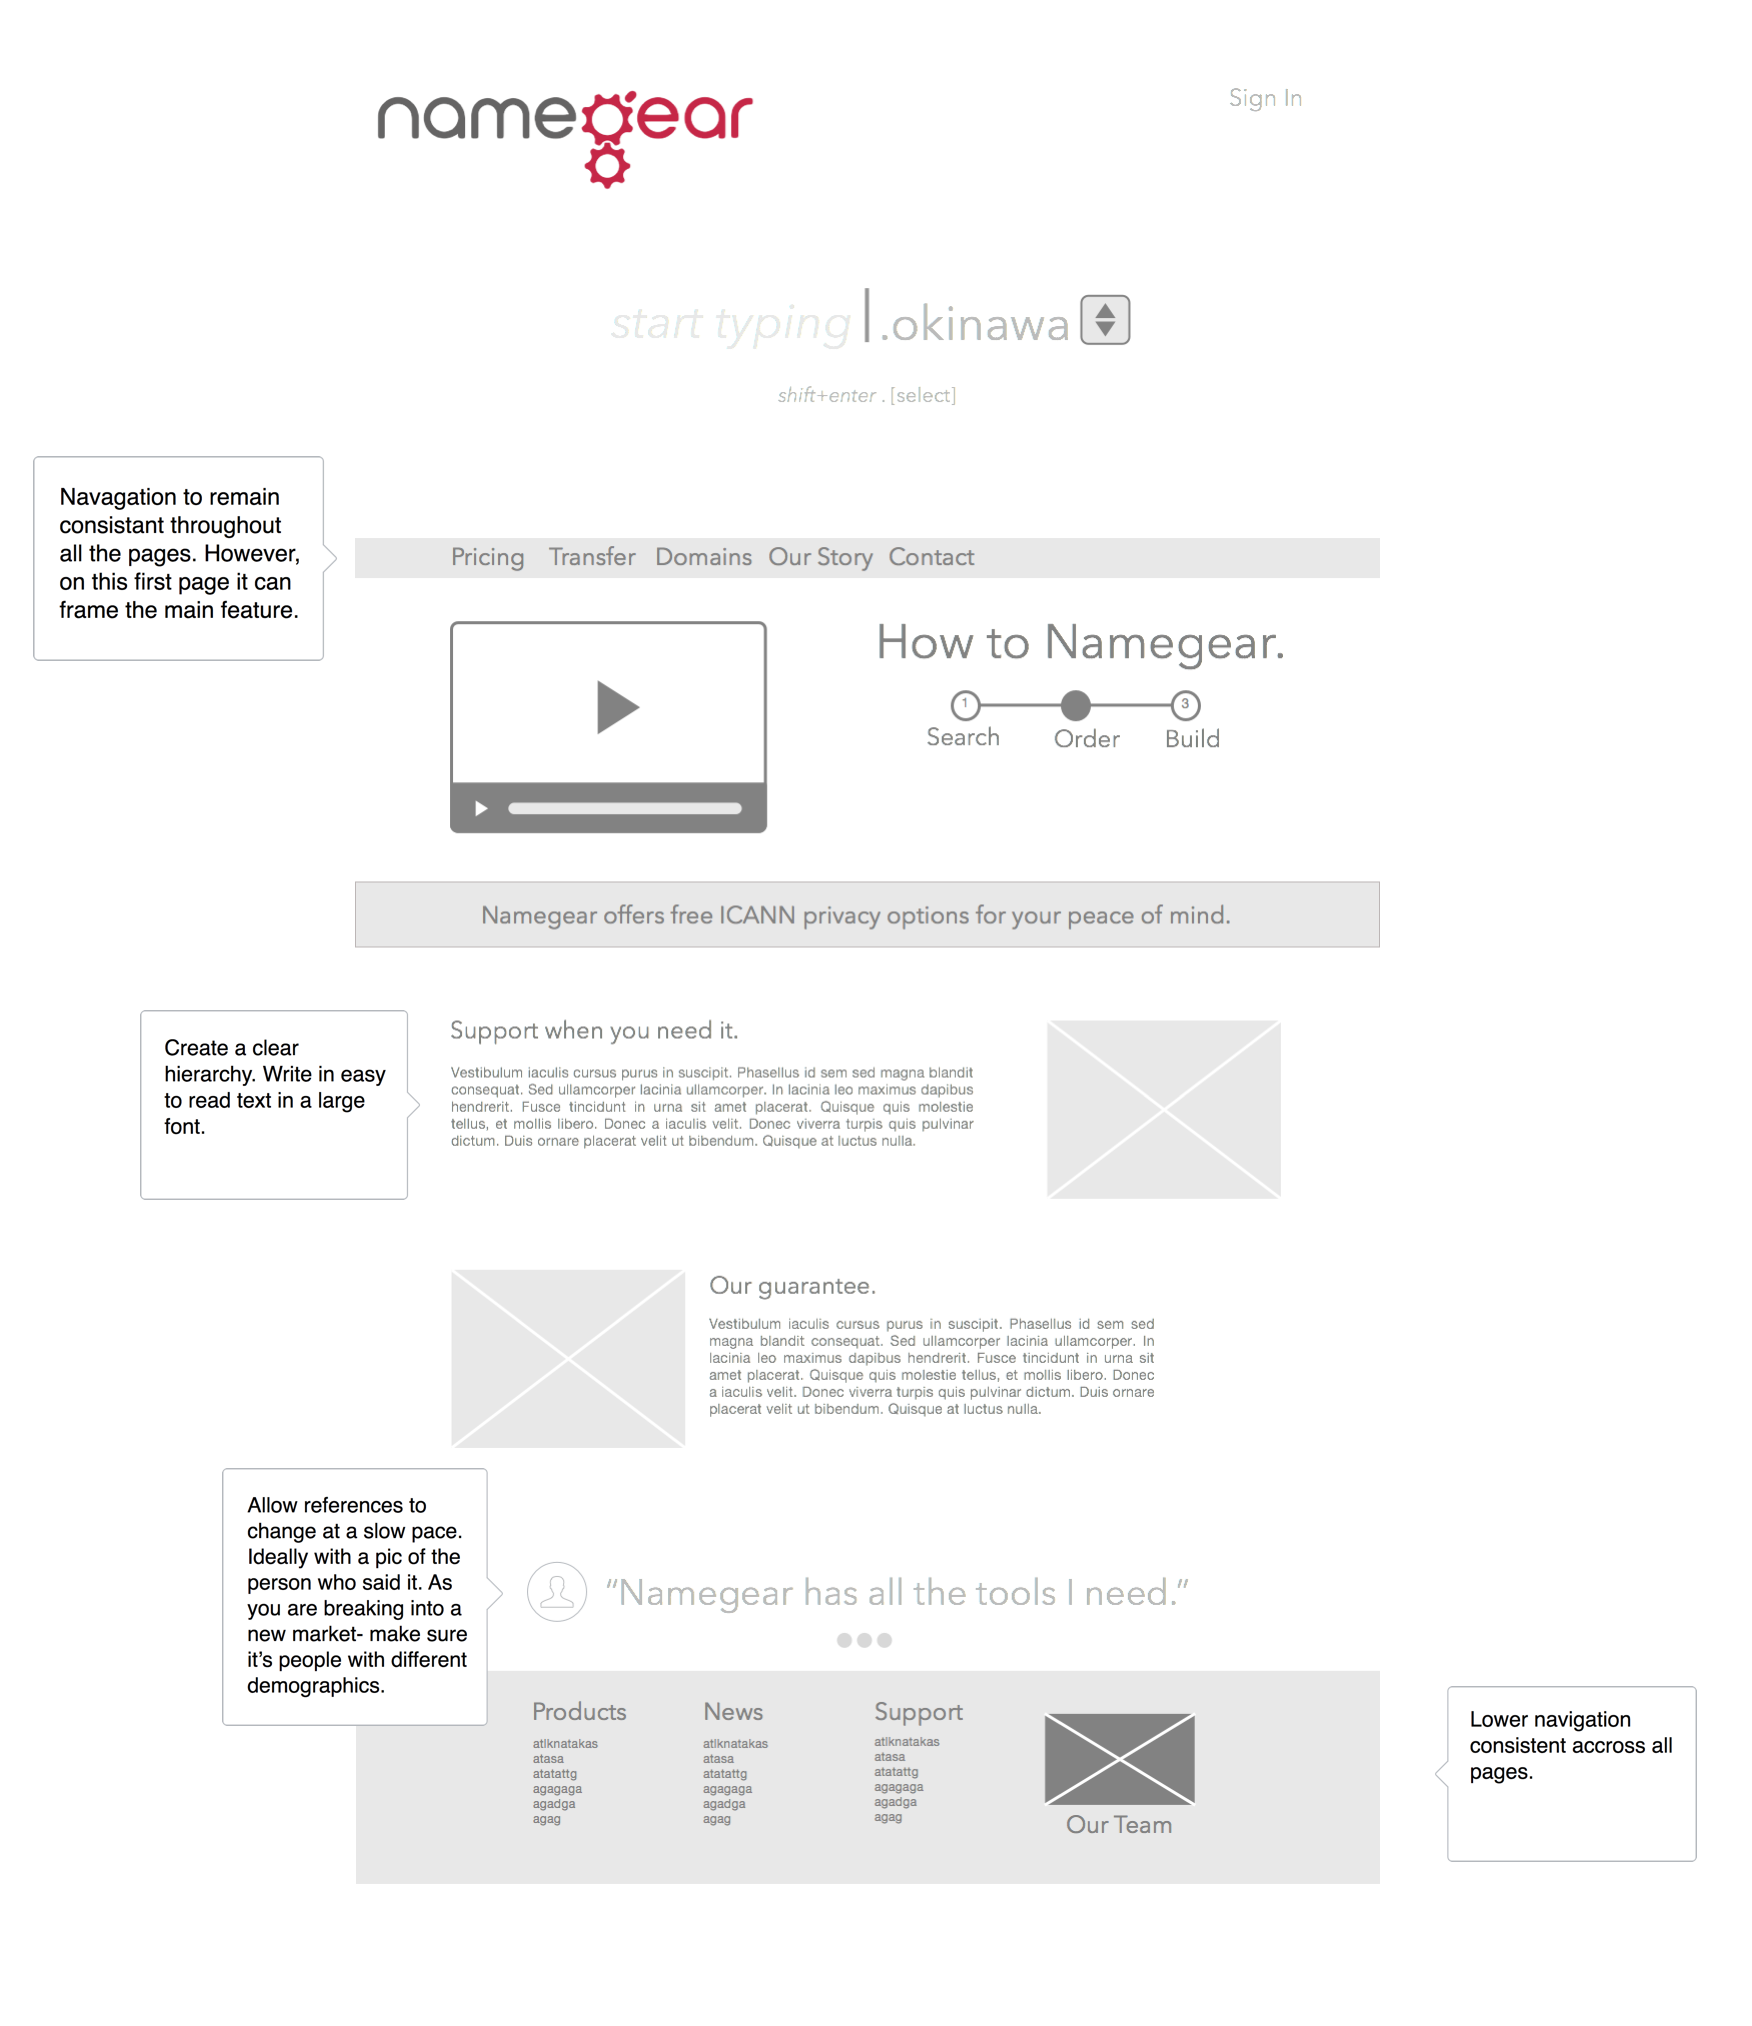 namegear
Sign In
start typing .okinawa
shift+enter . [select]
Navagation to remain
consistant throughout
all the pages. However,
on this first page it can
frame the main feature.
Pricing Transfer Domains Our Story Contact
How to Namegear.
1 3
Search Order Build
Namegear offers free ICANN privacy options for your peace of mind.
Create a clear
hierarchy. Write in easy
to read text in a large
font.
Support when you need it.
Vestibulum iaculis cursus purus in suscipit. Phasellus id sem sed magna blandit
consequat. Sed ullamcorper lacinia ullamcorper. In lacinia leo maximus dapibus
hendrerit. Fusce tincidunt in urna sit amet placerat. Quisque quis molestie
tellus, et mollis libero. Donec a iaculis velit. Donec viverra turpis quis pulvinar
dictum. Duis ornare placerat velit ut bibendum. Quisque at luctus nulla.
Our guarantee.
Vestibulum iaculis cursus purus in suscipit. Phasellus id sem sed
magna blandit consequat. Sed ullamcorper lacinia ullamcorper. In
lacinia leo maximus dapibus hendrerit. Fusce tincidunt in urna sit
amet placerat. Quisque quis molestie tellus, et mollis libero. Donec
a iaculis velit. Donec viverra turpis quis pulvinar dictum. Duis ornare
placerat velit ut bibendum. Quisque at luctus nulla.
Allow references to
change at a slow pace.
Ideally with a pic of the
person who said it. As
you are breaking into a
new market- make sure
it’s people with different
demographics.
“Namegear has all the tools I need.”
Products
atlknatakas
atasa
atatattg
agagaga
agadga
agag
News
atlknatakas
atasa
atatattg
agagaga
agadga
agag
Support
atlknatakas
atasa
atatattg
agagaga
agadga
agag
Our Team
Lower navigation
consistent accross all
pages.